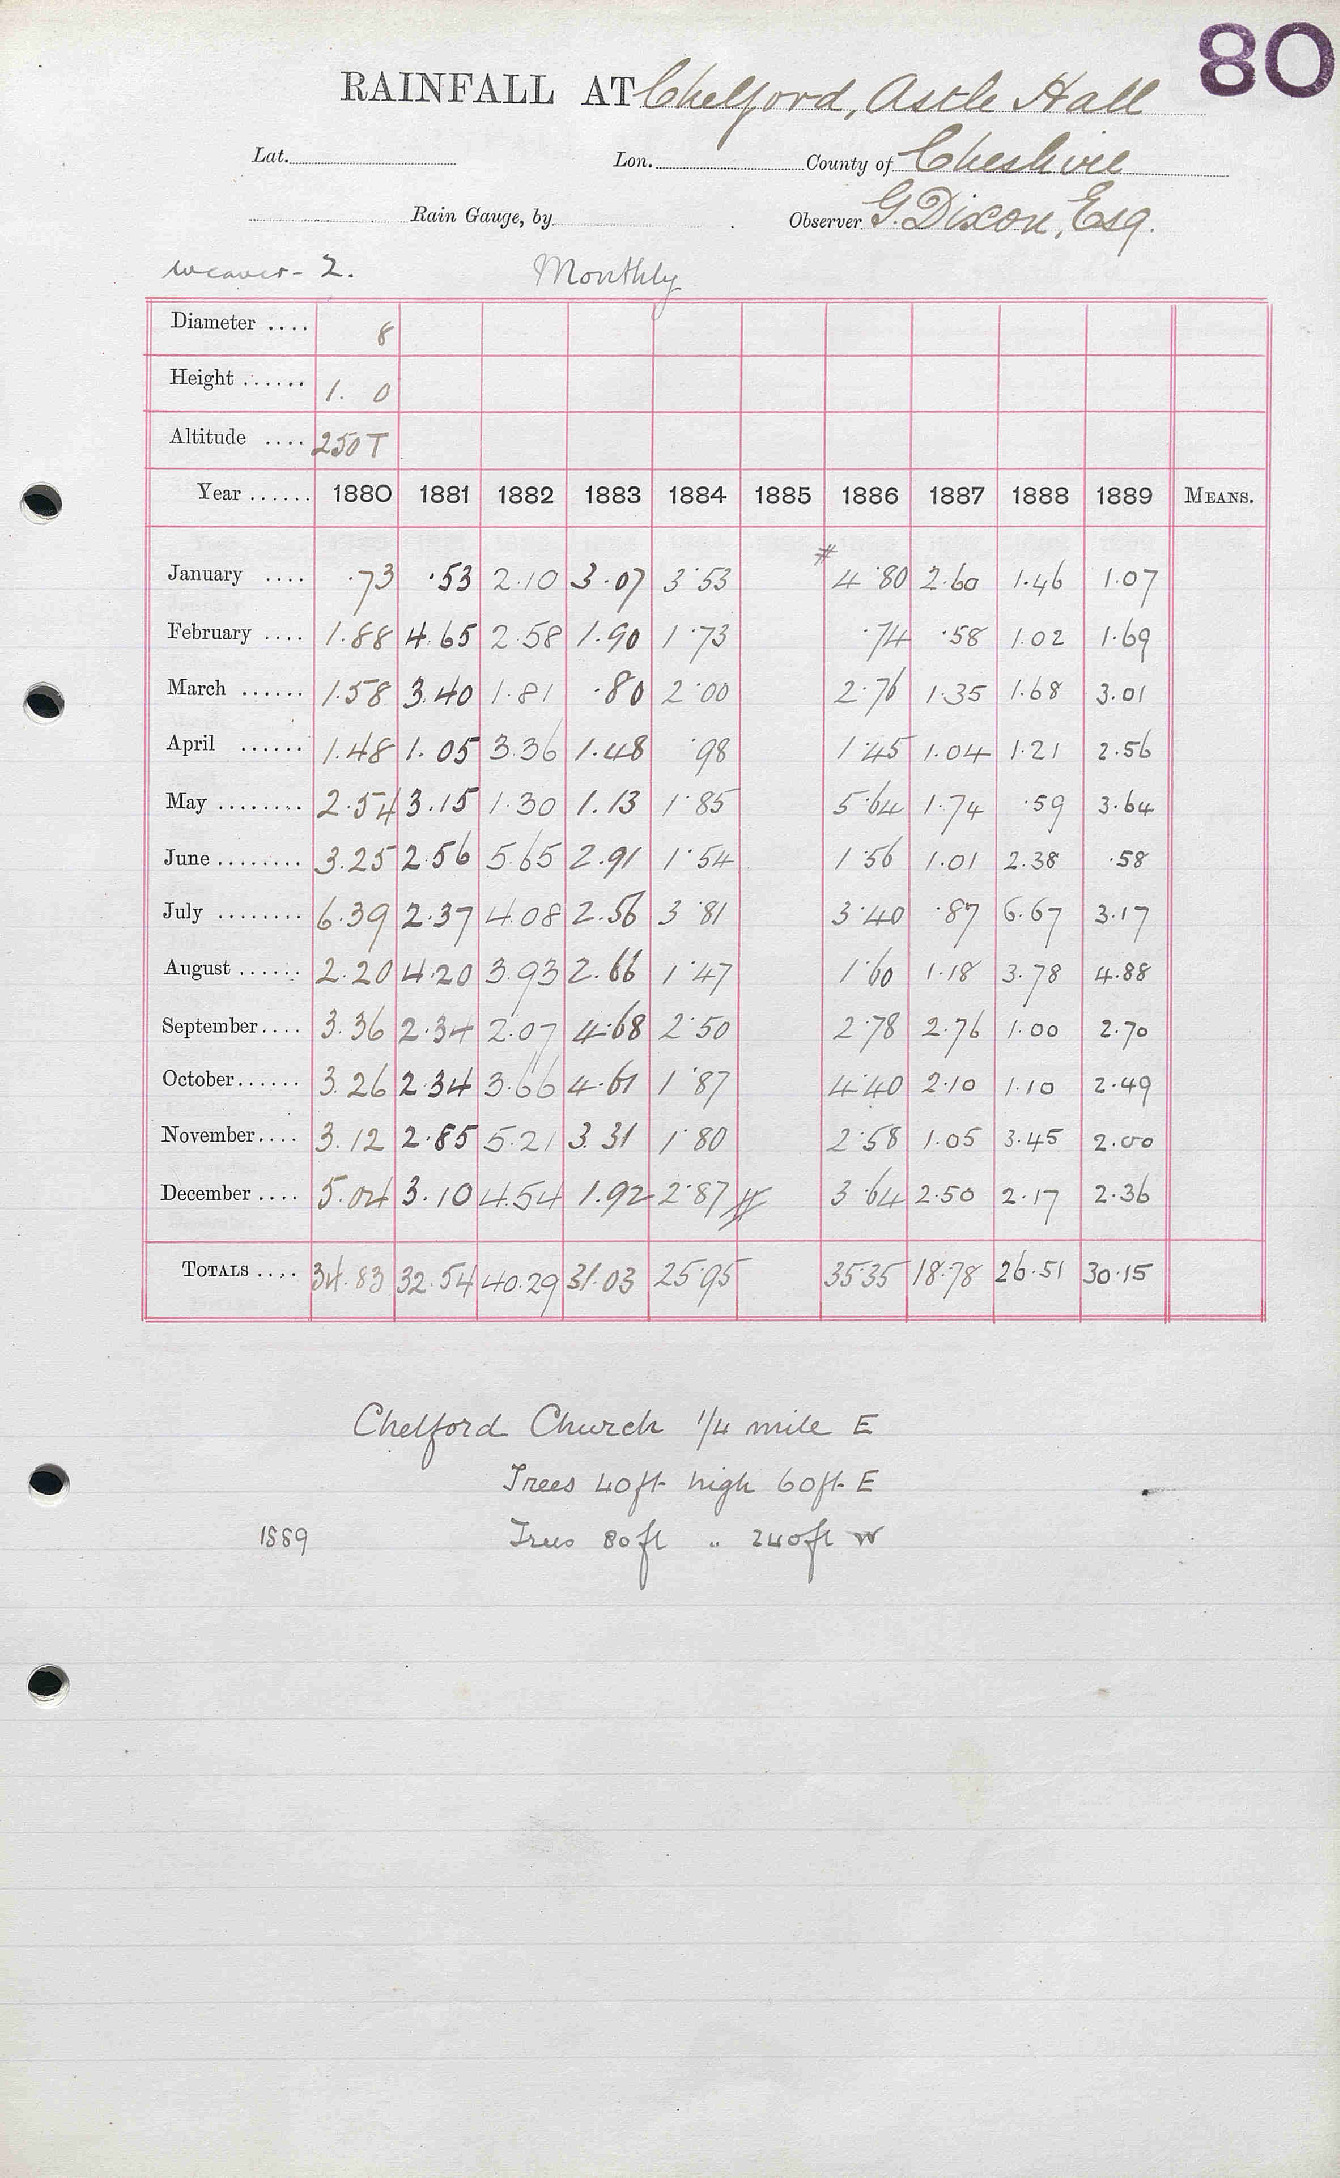 80
RAINFALL AT Chelford, Astle Hall
Lat. Lon. County of Cheshire
Rain Gauge, by Observer G. Dixon, Esq.
Weaver - 2. Monthly
Diameter .... 8
Height ...... 1. 0
Altitude .... 250 T
Year ...... 1880 1881 1882 1883 1884 1885 1886 1887 1888 1889 MEANS.
January .... .73 .53 2.10 3.07 3.53 # 4.80 2.60 1.46 1.07
February .... 1.88 4.65 2.58 1.90 1.73 .74 .58 1.02 1.69
March ...... 1.58 3.40 1.81 .80 2.00 2.76 1.35 1.68 3.01
April ...... 1.48 1.05 3.36 1.48 .98 1.45 1.04 1.21 2.56
May ........ 2.54 3.15 1.30 1.13 1.85 5.64 1.74 .59 3.64
June ........ 3.25 2.56 5.65 2.91 1.54 1.56 1.01 2.38 .58
July ........ 6.39 2.37 4.08 2.56 3.81 3.40 .87 6.67 3.17
August ...... 2.20 4.20 3.93 2.66 1.47 1.60 1.18 3.78 4.88
September.... 3.36 2.34 2.07 4.68 2.50 2.78 2.76 1.00 2.70
October...... 3.26 2.34 3.66 4.61 1.87 4.40 2.10 1.10 2.49
November.... 3.12 2.85 5.21 3.31 1.80 2.58 1.05 3.45 2.00
December .... 5.04 3.10 4.54 1.92 2.87 # 3.64 2.50 2.17 2.36
TOTALS .... 34.83 32.54 40.29 31.03 25.95 35.35 18.78 26.51 30.15
Chelford Church 1/4 mile E
Trees 40ft high 60ft. E
1889 Trees 80ft " 240ft W